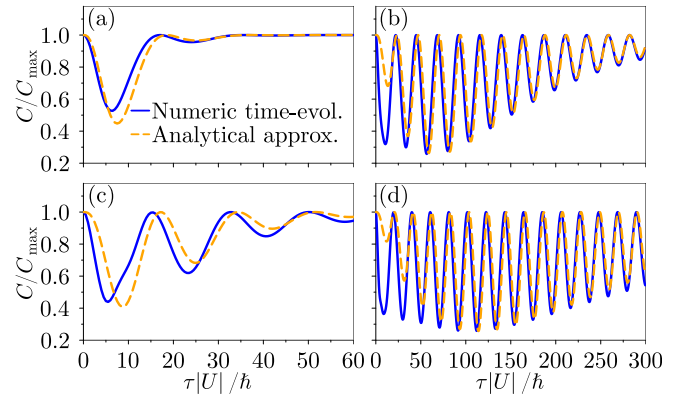 (a)
(b)
C/C_max
1.0
0.8
0.6
0.4
0.2
Numeric time-evol.
Analytical approx.
(c)
(d)
C/C_max
1.0
0.8
0.6
0.4
0.2
0 10 20 30 40 50 60
0 50 100 150 200 250 300
τ|U| /ħ
τ|U| /ħ